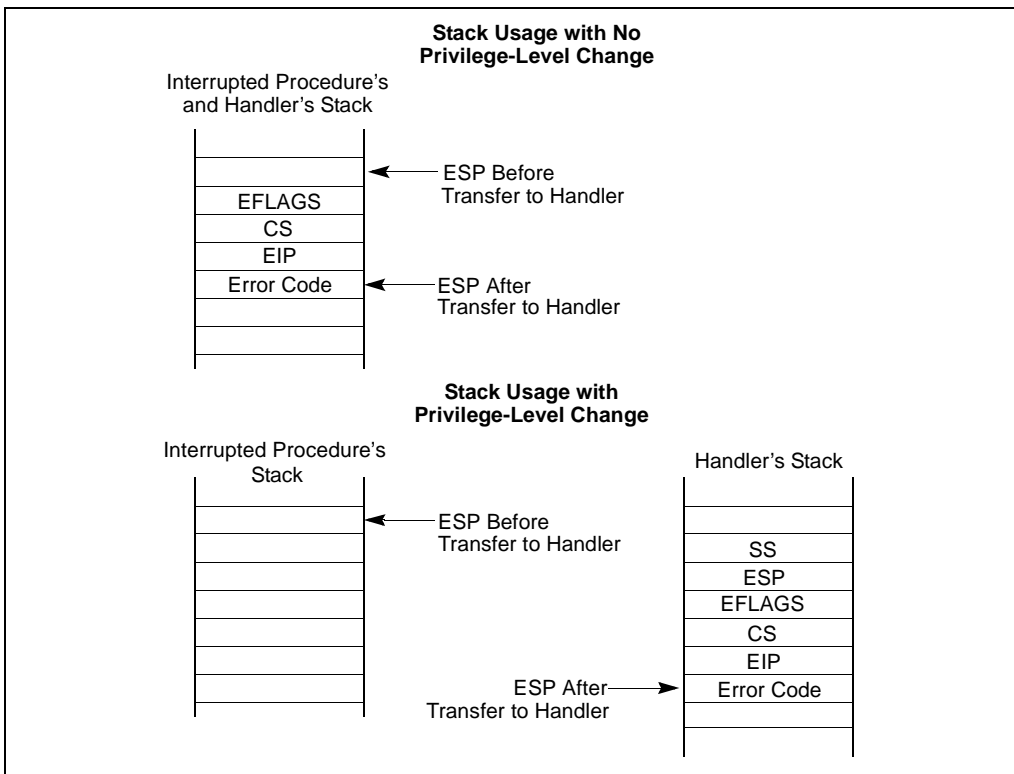 Stack Usage with No
Privilege-Level Change
Interrupted Procedure's
and Handler's Stack
ESP Before
Transfer to Handler
EFLAGS
CS
EIP
Error Code
ESP After
Transfer to Handler
Stack Usage with
Privilege-Level Change
Interrupted Procedure's
Stack
Handler's Stack
ESP Before
Transfer to Handler
SS
ESP
EFLAGS
CS
EIP
ESP After
Transfer to Handler
Error Code